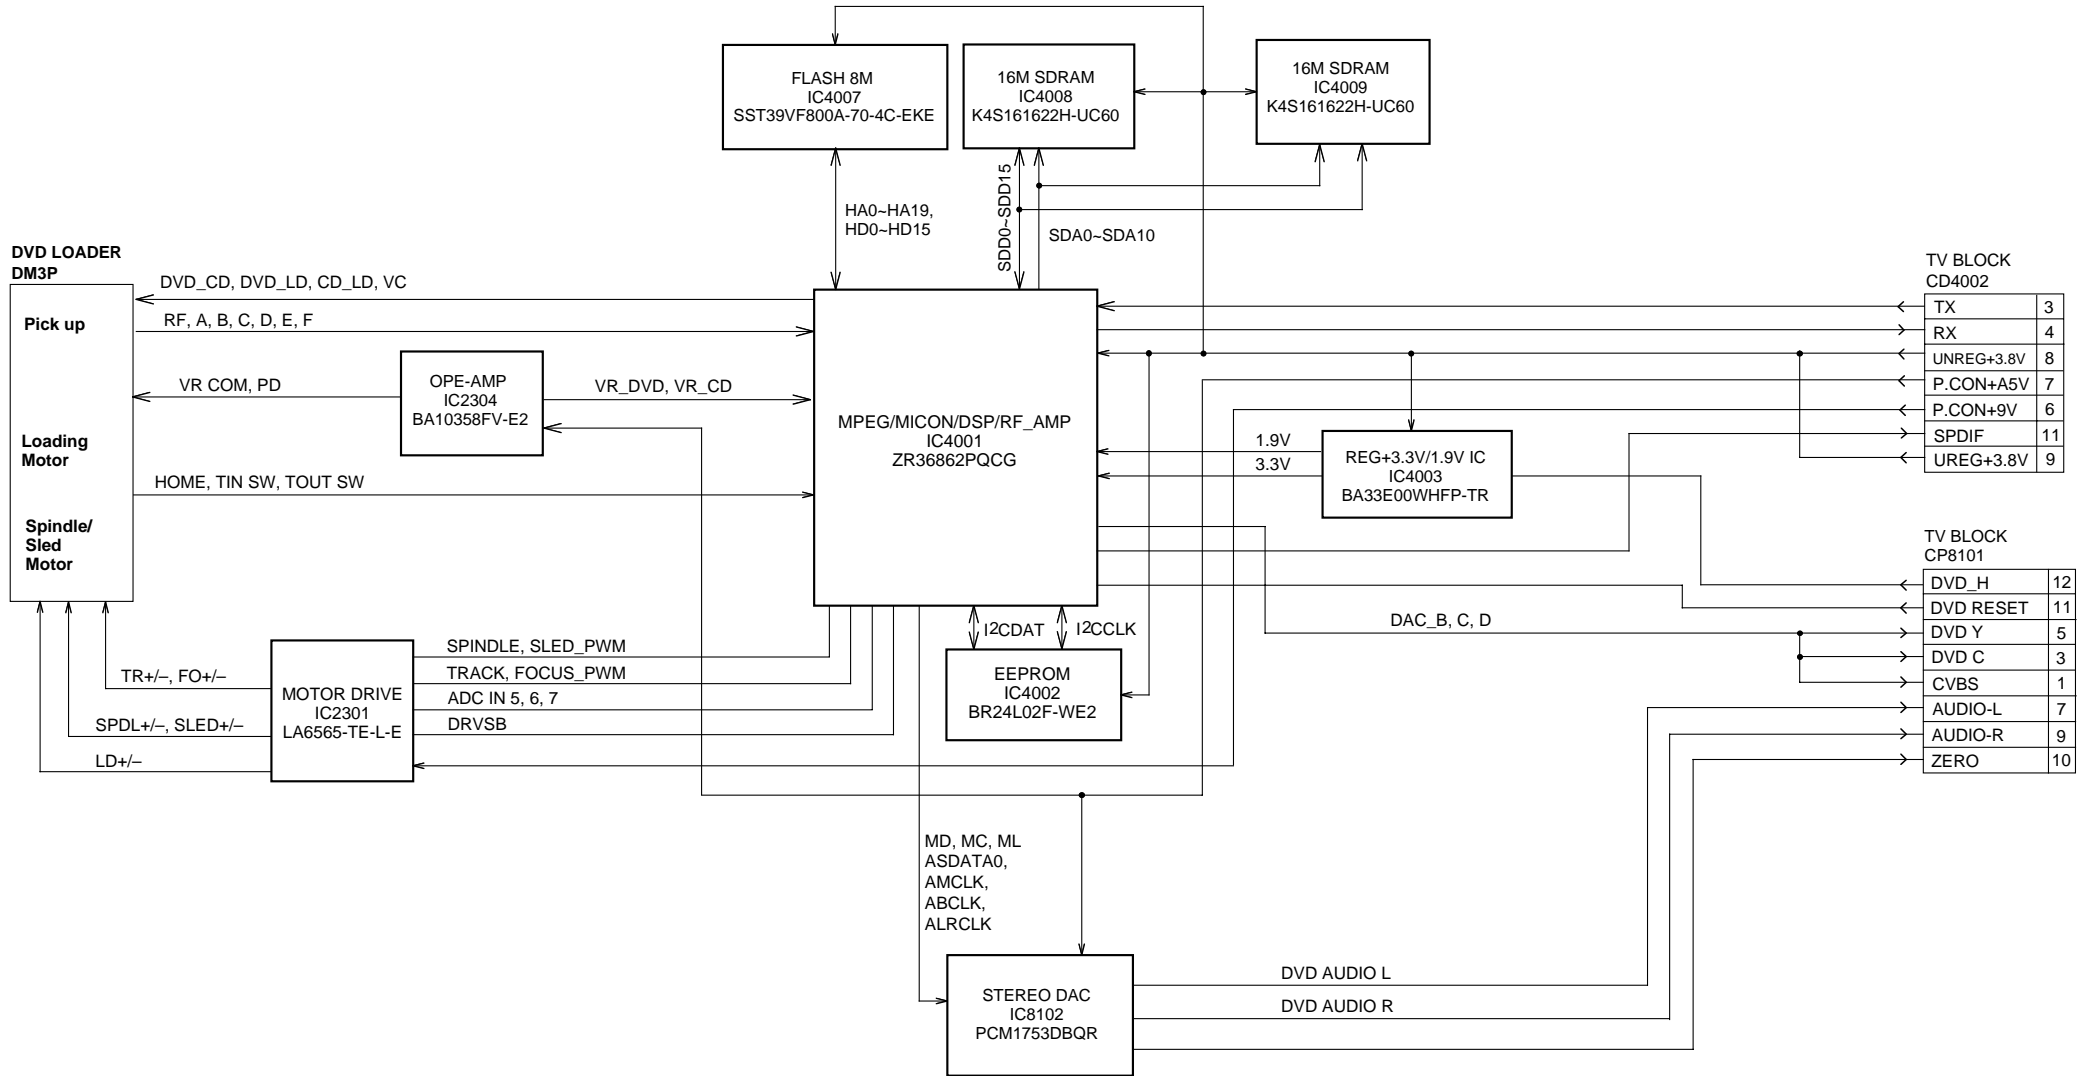 FLASH 8M
IC4007
SST39VF800A-70-4C-EKE
16M SDRAM
IC4008
K4S161622H-UC60
16M SDRAM
IC4009
K4S161622H-UC60
HA0~HA19,
HD0~HD15
SDD0~SDD15
SDA0~SDA10
DVD LOADER
DM3P
Pick up
Loading
Motor
Spindle/
Sled
Motor
DVD_CD, DVD_LD, CD_LD, VC
RF, A, B, C, D, E, F
VR COM, PD
OPE-AMP
IC2304
BA10358FV-E2
VR_DVD, VR_CD
HOME, TIN SW, TOUT SW
MPEG/MICON/DSP/RF_AMP
IC4001
ZR36862PQCG
1.9V
3.3V
REG+3.3V/1.9V IC
IC4003
BA33E00WHFP-TR
TV BLOCK
CD4002
TX 3
RX 4
UNREG+3.8V 8
P.CON+A5V 7
P.CON+9V 6
SPDIF 11
UREG+3.8V 9
TV BLOCK
CP8101
DVD_H 12
DVD RESET 11
DVD Y 5
DVD C 3
CVBS 1
AUDIO-L 7
AUDIO-R 9
ZERO 10
DAC_B, C, D
I2CDAT
I2CCLK
EEPROM
IC4002
BR24L02F-WE2
SPINDLE, SLED_PWM
TRACK, FOCUS_PWM
ADC IN 5, 6, 7
DRVSB
MOTOR DRIVE
IC2301
LA6565-TE-L-E
TR+/–, FO+/–
SPDL+/–, SLED+/–
LD+/–
MD, MC, ML
ASDATA0,
AMCLK,
ABCLK,
ALRCLK
STEREO DAC
IC8102
PCM1753DBQR
DVD AUDIO L
DVD AUDIO R